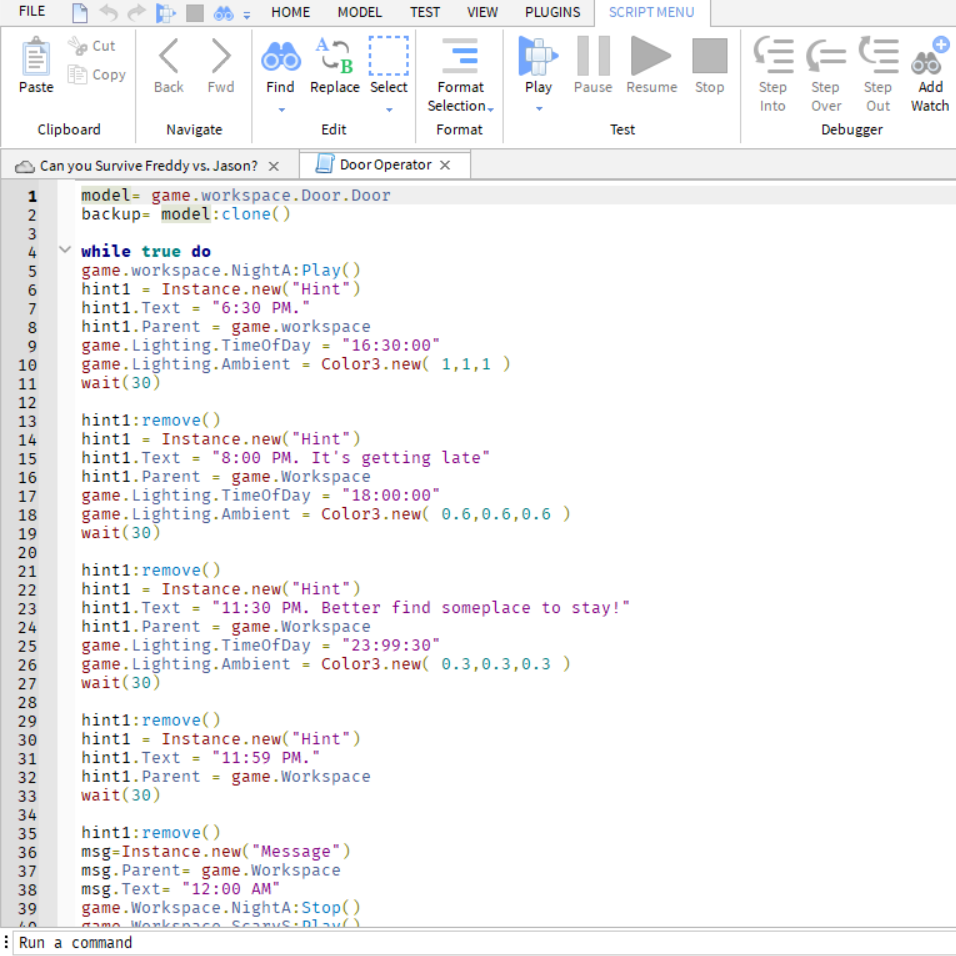 FILE HOME MODEL TEST VIEW PLUGINS SCRIPT MENU
Paste Cut Copy Back Fwd Find Replace Select Format Selection Play Pause Resume Stop Step Into Step Over Step Out Add Watch
Clipboard Navigate Edit Format Test Debugger
Can you Survive Freddy vs. Jason? × Door Operator ×
1 model= game.workspace.Door.Door
2 backup= model:clone()
3
4 while true do
5 game.workspace.NightA:Play()
6 hint1 = Instance.new("Hint")
7 hint1.Text = "6:30 PM."
8 hint1.Parent = game.workspace
9 game.Lighting.TimeOfDay = "16:30:00"
10 game.Lighting.Ambient = Color3.new( 1,1,1 )
11 wait(30)
12
13 hint1:remove()
14 hint1 = Instance.new("Hint")
15 hint1.Text = "8:00 PM. It's getting late"
16 hint1.Parent = game.Workspace
17 game.Lighting.TimeOfDay = "18:00:00"
18 game.Lighting.Ambient = Color3.new( 0.6,0.6,0.6 )
19 wait(30)
20
21 hint1:remove()
22 hint1 = Instance.new("Hint")
23 hint1.Text = "11:30 PM. Better find someplace to stay!"
24 hint1.Parent = game.Workspace
25 game.Lighting.TimeOfDay = "23:99:30"
26 game.Lighting.Ambient = Color3.new( 0.3,0.3,0.3 )
27 wait(30)
28
29 hint1:remove()
30 hint1 = Instance.new("Hint")
31 hint1.Text = "11:59 PM."
32 hint1.Parent = game.Workspace
33 wait(30)
34
35 hint1:remove()
36 msg=Instance.new("Message")
37 msg.Parent= game.Workspace
38 msg.Text= "12:00 AM"
39 game.Workspace.NightA:Stop()
40 game.Workspace.ScaryS:Play()
Run a command